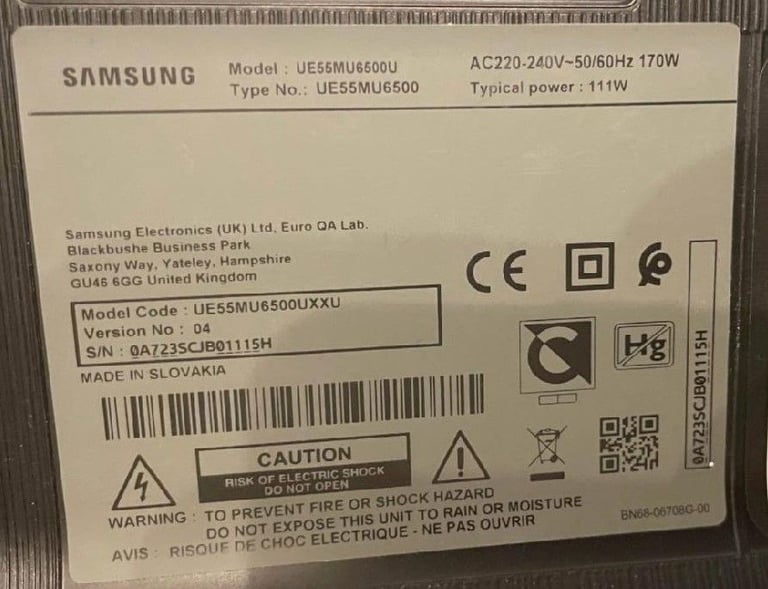 SAMSUNG
Model : UE55MU6500U
Type No.: UE55MU6500
AC220-240V~50/60Hz 170W
Typical power : 111W
Samsung Electronics (UK) Ltd, Euro QA Lab.
Blackbushe Business Park
Saxony Way, Yateley, Hampshire
GU46 6GG United Kingdom
Model Code : UE55MU6500UXXU
Version No : 04
S/N : 0A723SCJB01115H
MADE IN SLOVAKIA
CE
Hg
0A723SCJB01115H
CAUTION
RISK OF ELECTRIC SHOCK
DO NOT OPEN
WARNING : TO PREVENT FIRE OR SHOCK HAZARD
DO NOT EXPOSE THIS UNIT TO RAIN OR MOISTURE
AVIS : RISQUE DE CHOC ELECTRIQUE - NE PAS OUVRIR
BN68-06708G-00